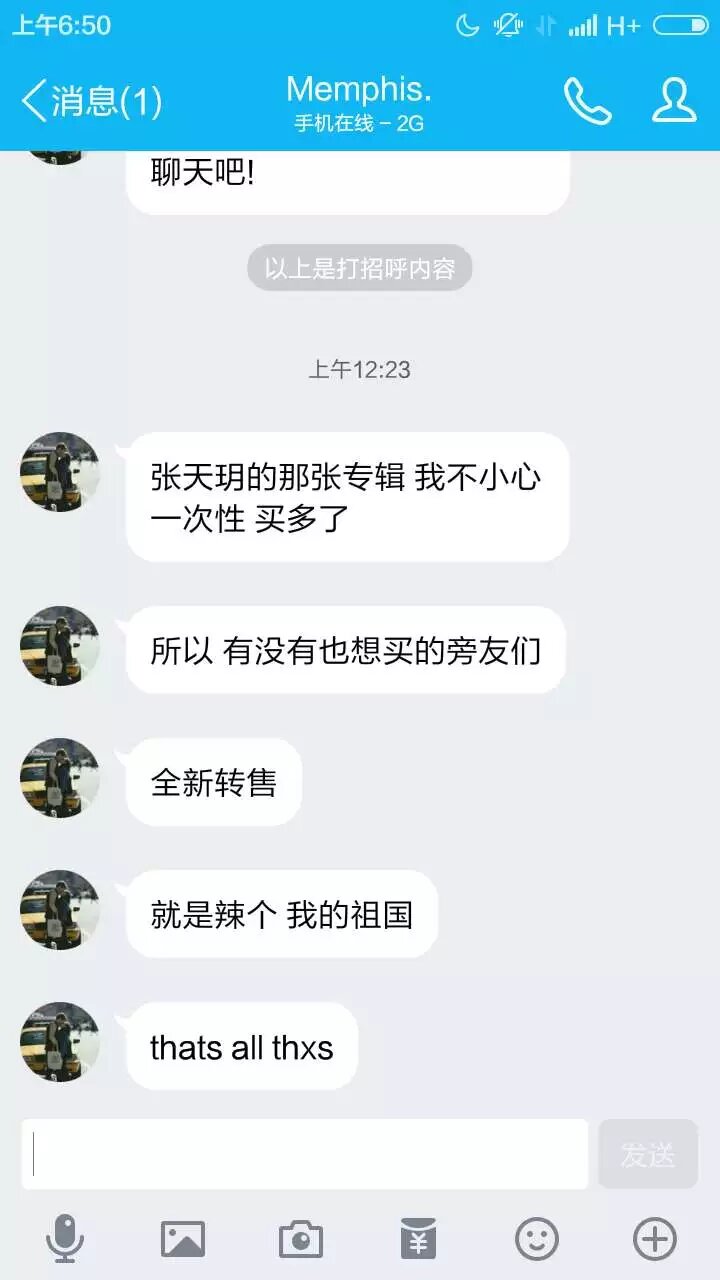 上午6:50
H+
消息(1)
Memphis.
手机在线 – 2G
聊天吧!
以上是打招呼内容
上午12:23
张天玥的那张专辑 我不小心
一次性 买多了
所以 有没有也想买的旁友们
全新转售
就是辣个 我的祖国
thats all thxs
发送